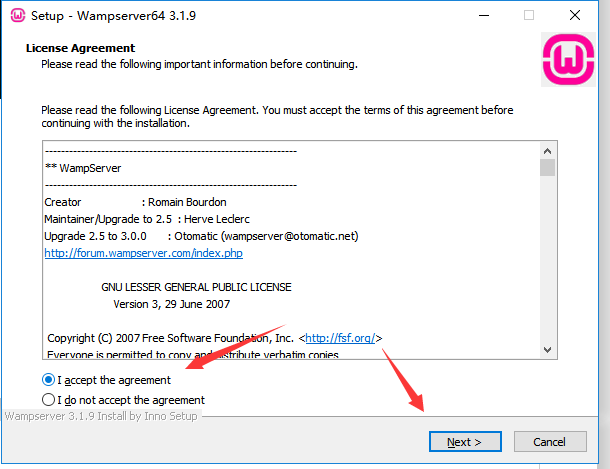 Setup - Wampserver64 3.1.9
License Agreement
Please read the following important information before continuing.
Please read the following License Agreement. You must accept the terms of this agreement before
continuing with the installation.
------------------------------------------------------------
** WampServer
------------------------------------------------------------
Creator : Romain Bourdon
Maintainer/Upgrade to 2.5 : Herve Leclerc
Upgrade 2.5 to 3.0.0 : Otomatic (wampserver@otomatic.net)
http://forum.wampserver.com/index.php
GNU LESSER GENERAL PUBLIC LICENSE
Version 3, 29 June 2007
Copyright (C) 2007 Free Software Foundation, Inc. <http://fsf.org/>
Everyone is permitted to copy and distribute verbatim copies
I accept the agreement
I do not accept the agreement
Wampserver 3.1.9 Install by Inno Setup
Next >
Cancel